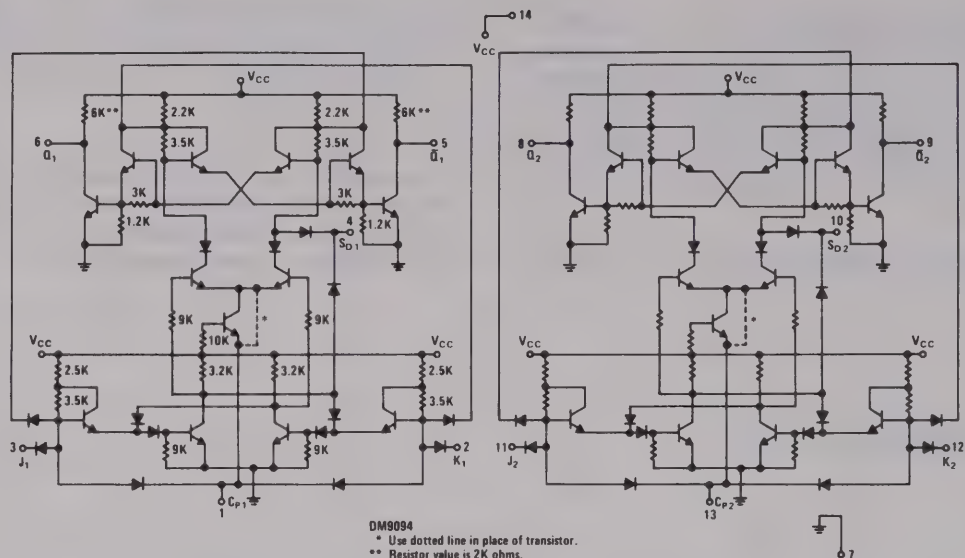 14
VCC
VCC
VCC
6K**
2.2K
2.2K
6K**
6
Q1
3.5K
3.5K
5
Q̄1
8
Q2
9
Q̄2
3K
3K
1.2K
4
1.2K
SD1
10
SD2
*
*
9K
9K
10K
VCC
VCC
VCC
VCC
2.5K
3.2K
3.2K
2.5K
3.5K
3.5K
3
J1
9K
9K
2
K1
11
J2
12
K2
CP1
1
CP2
13
DM9094
* Use dotted line in place of transistor.
** Resistor value is 2K ohms.
7